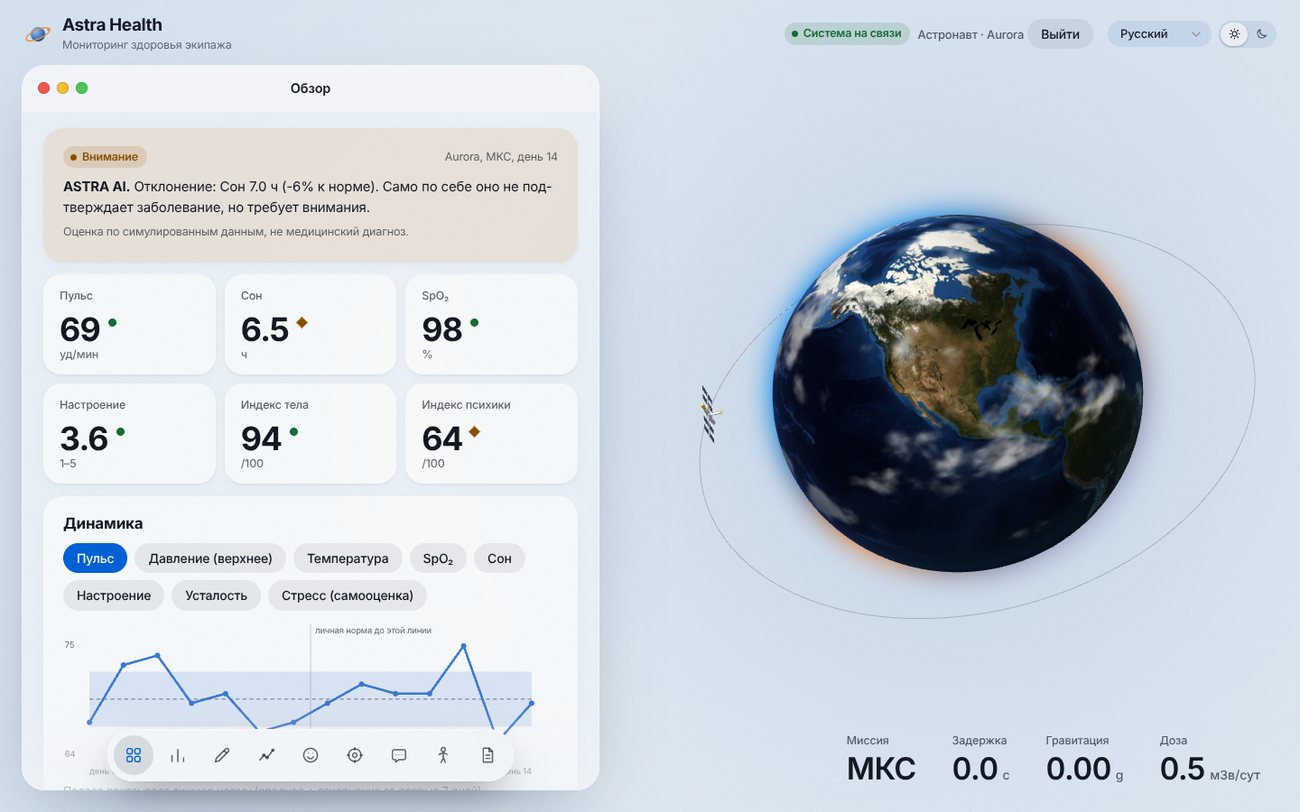 Astra Health
Мониторинг здоровья экипажа
Система на связи
Астронавт · Aurora
Выйти
Русский
Обзор
Внимание
Aurora, МКС, день 14
ASTRA AI. Отклонение: Сон 7.0 ч (-6% к норме). Само по себе оно не под-
тверждает заболевание, но требует внимания.
Оценка по симулированным данным, не медицинский диагноз.
Пульс
69
уд/мин
Сон
6.5
ч
SpO₂
98
%
Настроение
3.6
1–5
Индекс тела
94
/100
Индекс психики
64
/100
Динамика
Пульс
Давление (верхнее)
Температура
SpO₂
Сон
Настроение
Усталость
Стресс (самооценка)
личная норма до этой линии
75
64
день
ень 14
Миссия
МКС
Задержка
0.0 с
Гравитация
0.00 g
Доза
0.5 мЗв/сут